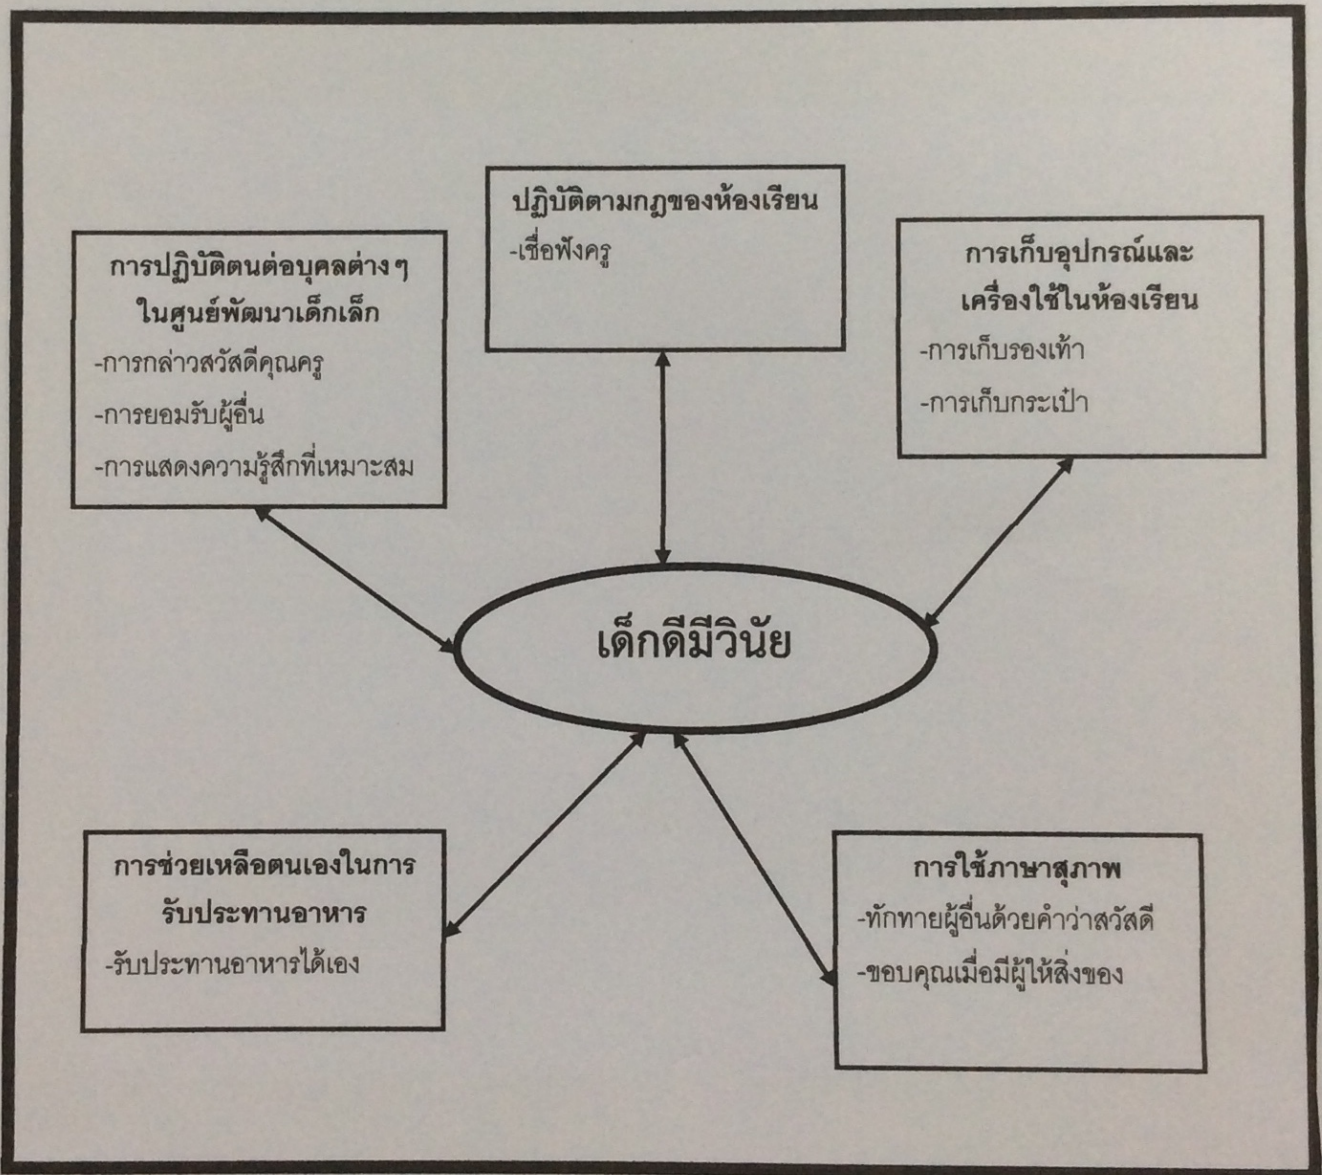 ปฏิบัติตามกฎของห้องเรียน
-เชื่อฟังครู
การปฏิบัติตนต่อบุคลต่างๆ
ในศูนย์พัฒนาเด็กเล็ก
-การกล่าวสวัสดีคุณครู
-การยอมรับผู้อื่น
-การแสดงความรู้สึกที่เหมาะสม
การเก็บอุปกรณ์และ
เครื่องใช้ในห้องเรียน
-การเก็บรองเท้า
-การเก็บกระเป๋า
เด็กดีมีวินัย
การช่วยเหลือตนเองในการ
รับประทานอาหาร
-รับประทานอาหารได้เอง
การใช้ภาษาสุภาพ
-ทักทายผู้อื่นด้วยคำว่าสวัสดี
-ขอบคุณเมื่อมีผู้ให้สิ่งของ